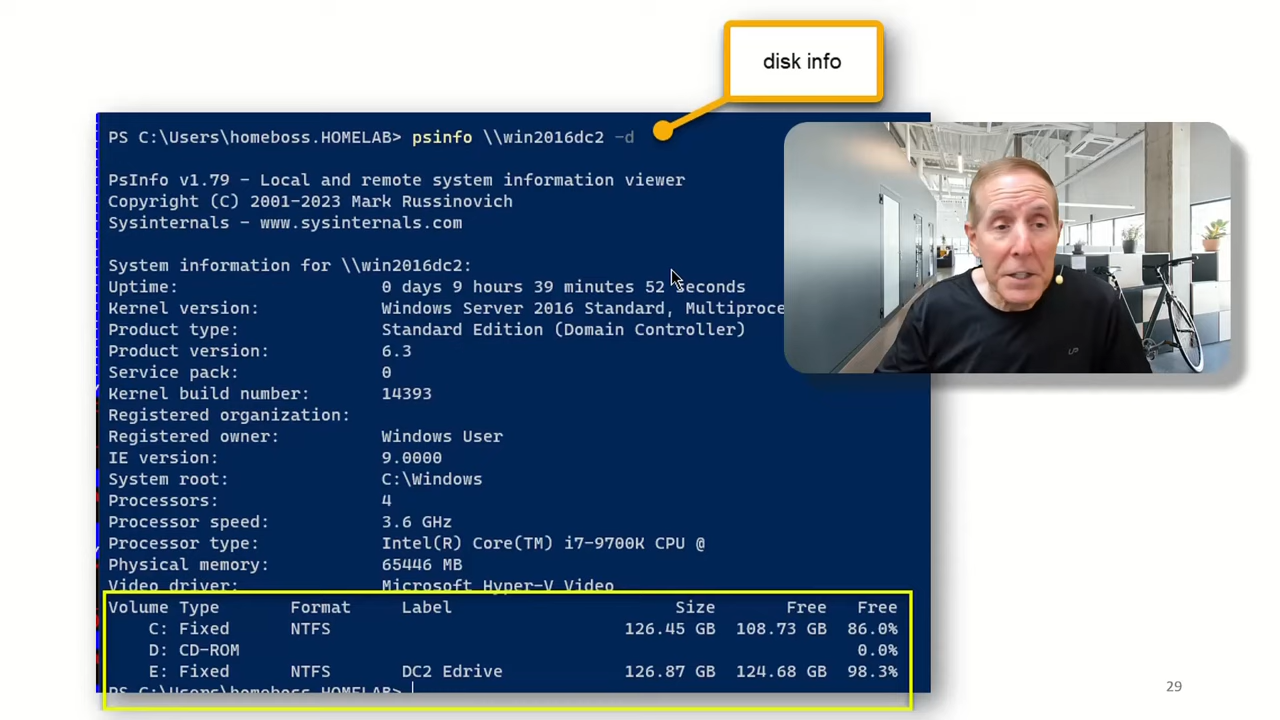 disk info
PS C:\Users\homeboss.HOMELAB> psinfo \\win2016dc2 -d
PsInfo v1.79 - Local and remote system information viewer
Copyright (C) 2001-2023 Mark Russinovich
Sysinternals - www.sysinternals.com
System information for \\win2016dc2:
Uptime: 0 days 9 hours 39 minutes 52 seconds
Kernel version: Windows Server 2016 Standard, Multiproce
Product type: Standard Edition (Domain Controller)
Product version: 6.3
Service pack: 0
Kernel build number: 14393
Registered organization:
Registered owner: Windows User
IE version: 9.0000
System root: C:\Windows
Processors: 4
Processor speed: 3.6 GHz
Processor type: Intel(R) Core(TM) i7-9700K CPU @
Physical memory: 65446 MB
Video driver: Microsoft Hyper-V Video
Volume Type Format Label Size Free Free
C: Fixed NTFS 126.45 GB 108.73 GB 86.0%
D: CD-ROM 0.0%
E: Fixed NTFS DC2 Edrive 126.87 GB 124.68 GB 98.3%
PS C:\Users\homeboss.HOMELAB>
29